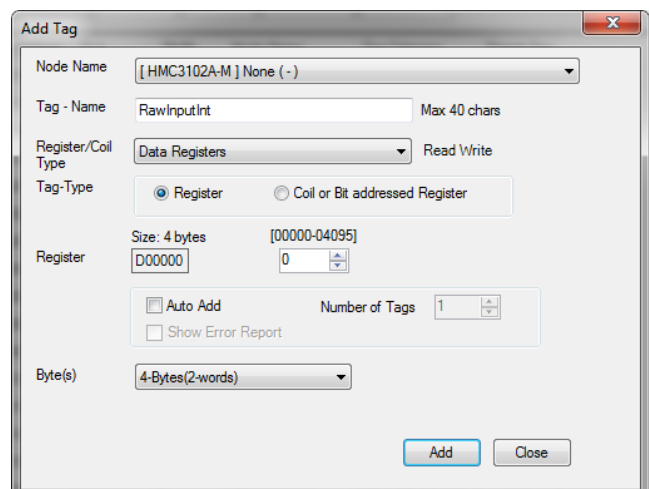 Add Tag
Node Name [ HMC3102A-M ] None ( - )
Tag - Name RawInputInt Max 40 chars
Register/Coil Type Data Registers Read Write
Tag-Type Register Coil or Bit addressed Register
Size: 4 bytes [00000-04095]
Register D00000 0
Auto Add Number of Tags 1
Show Error Report
Byte(s) 4-Bytes(2-words)
Add Close